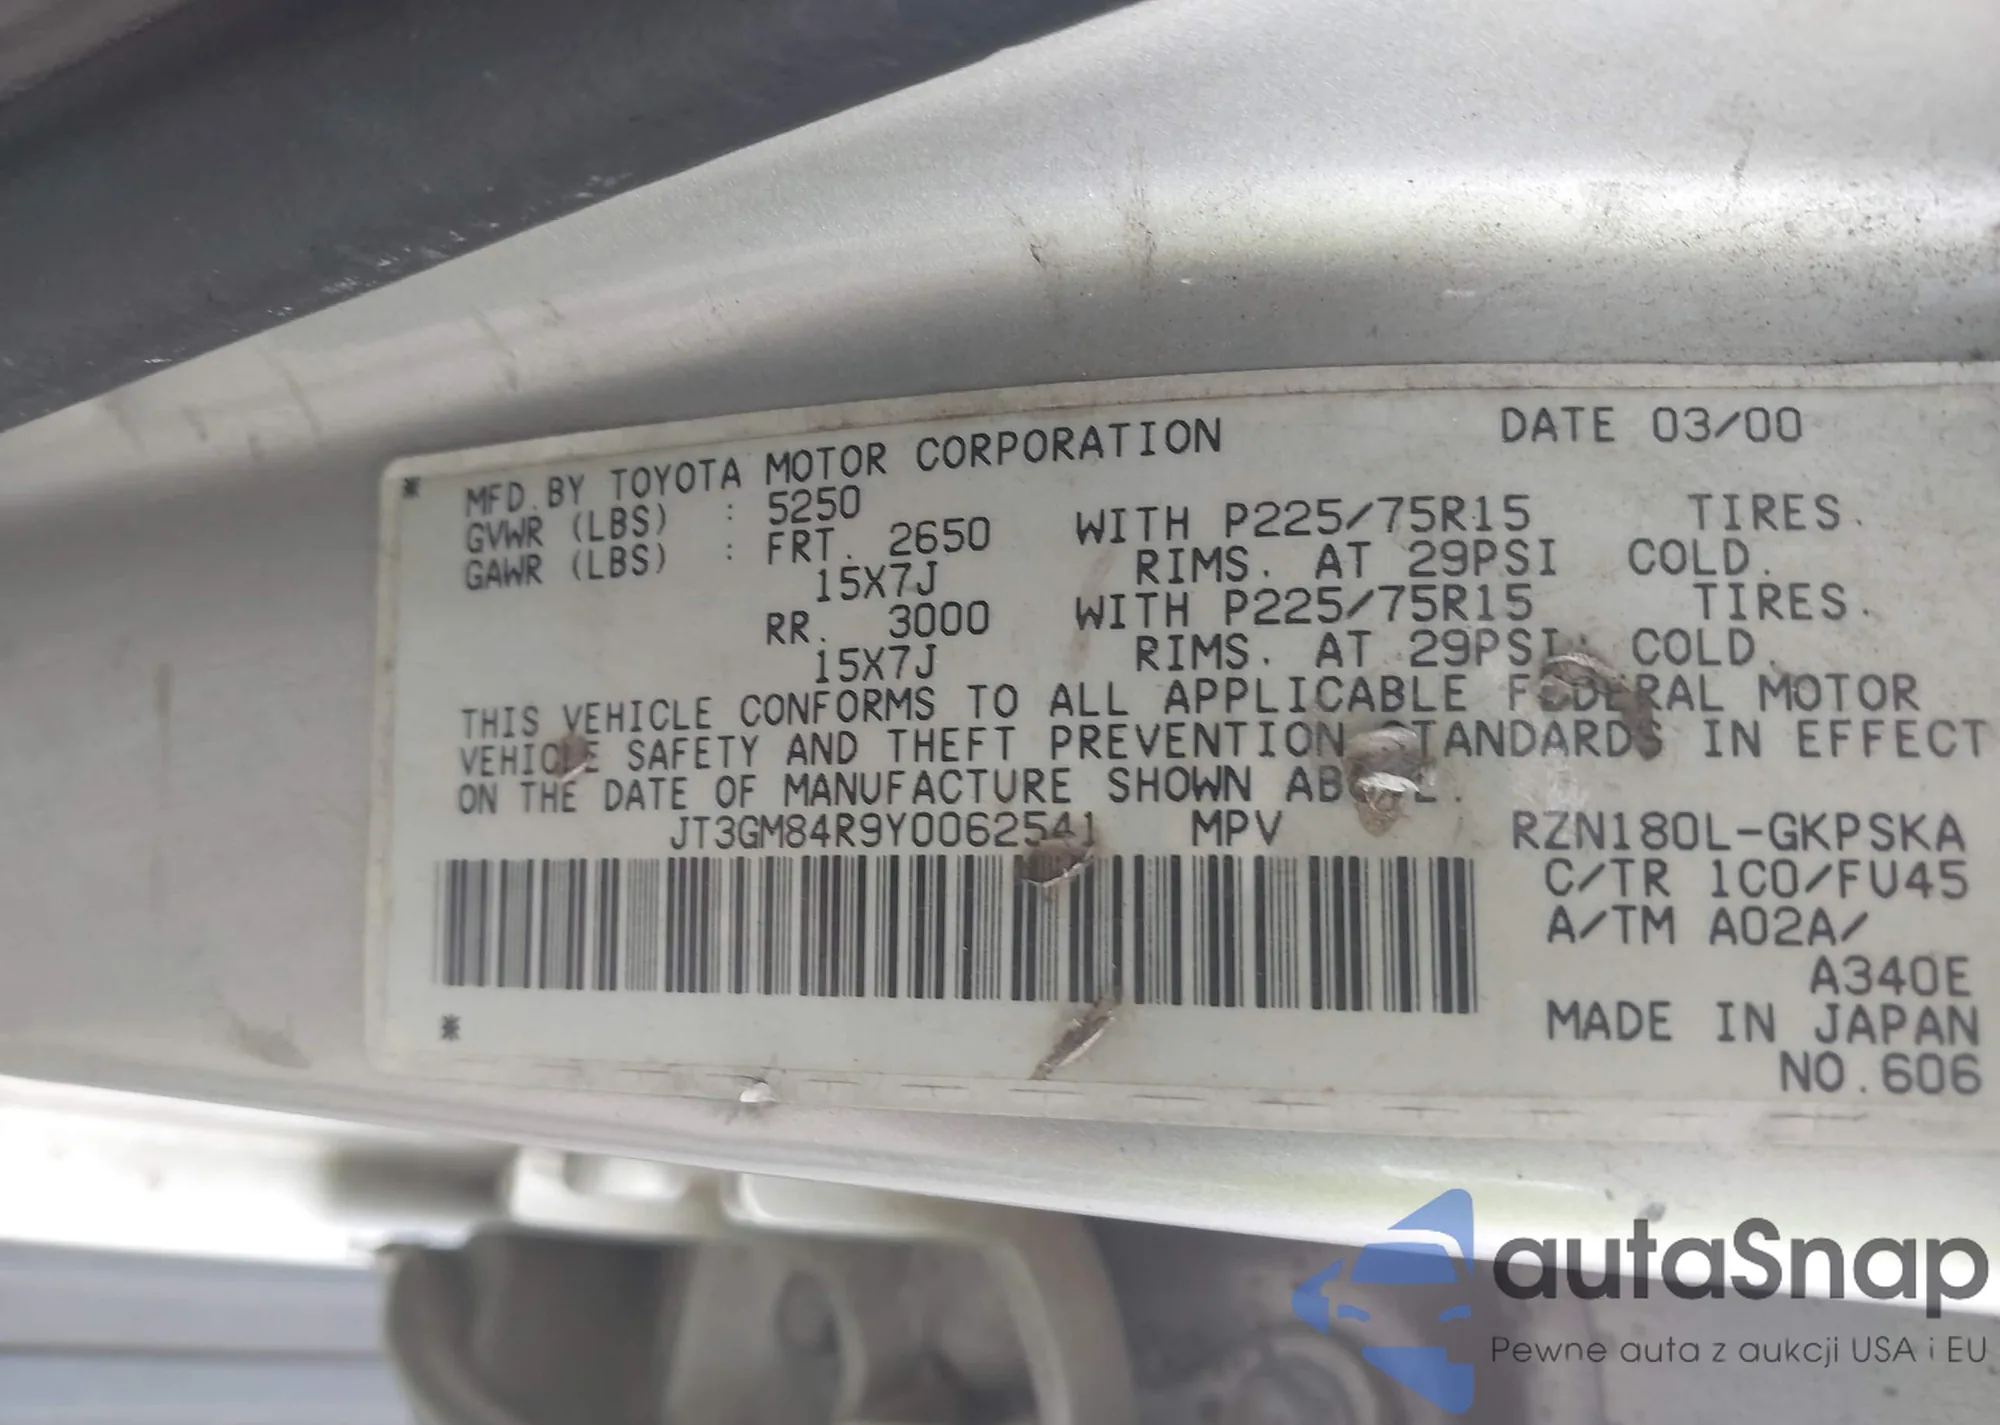 * MFD. BY TOYOTA MOTOR CORPORATION DATE 03/00
GVWR (LBS) : 5250
GAWR (LBS) : FRT. 2650 WITH P225/75R15 TIRES.
15X7J RIMS. AT 29PSI COLD.
RR. 3000 WITH P225/75R15 TIRES.
15X7J RIMS. AT 29PSI COLD.
THIS VEHICLE CONFORMS TO ALL APPLICABLE FEDERAL MOTOR
VEHICLE SAFETY AND THEFT PREVENTION STANDARDS IN EFFECT
ON THE DATE OF MANUFACTURE SHOWN
JT3GM84R9Y0062541 MPV RZN180L-GKPSKA
C/TR 1C0/FU45
A/TM A02A/
A340E
* MADE IN JAPAN
NO.606
autaSnap
Pewne auta z aukcji USA i EU